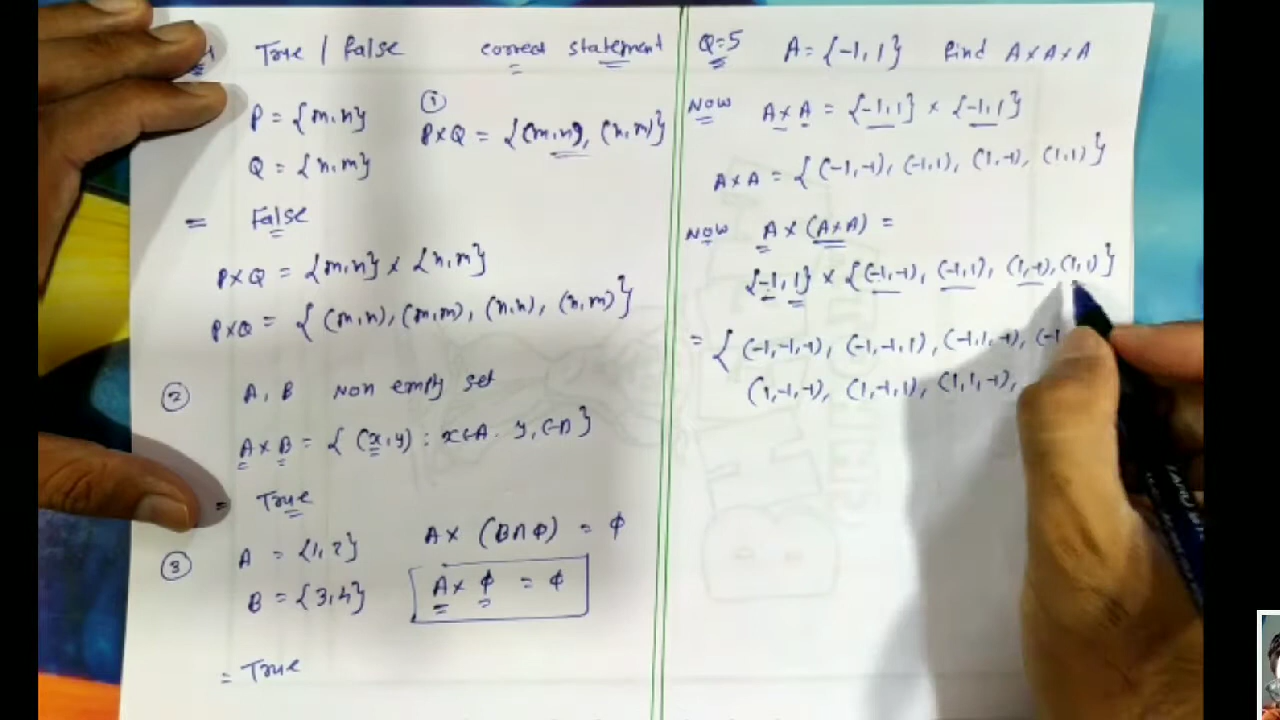 True / False correct statement
P = {m,n} ①
P×Q = {(m,n), (n,m)}
Q = {n,m}
= False
P×Q = {m,n} × {n,m}
P×Q = { (m,n), (m,m), (n,n), (n,m)}
② A, B Non empty set
A×B = { (x,y) : x∈A. y,∈B}
= True
③ A = {1,2} A× (B∩ϕ) = ϕ
B = {3,4} A× ϕ = ϕ
= True
Q=5 A = {-1,1} Find A×A×A
Now A×A = {-1,1} × {-1,1}
A×A = { (-1,-1), (-1,1), (1,-1), (1,1)}
Now A × (A×A) =
{-1,1} × {(-1,-1), (-1,1), (1,-1), (1,1)}
= { (-1,-1,-1), (-1,-1,1), (-1,1,-1), (-1
(1,-1,-1), (1,-1,1), (1,1,-1),